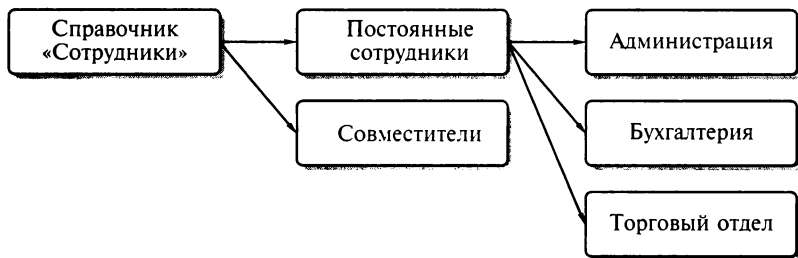 Справочник
«Сотрудники»
Постоянные
сотрудники
Администрация
Совместители
Бухгалтерия
Торговый отдел